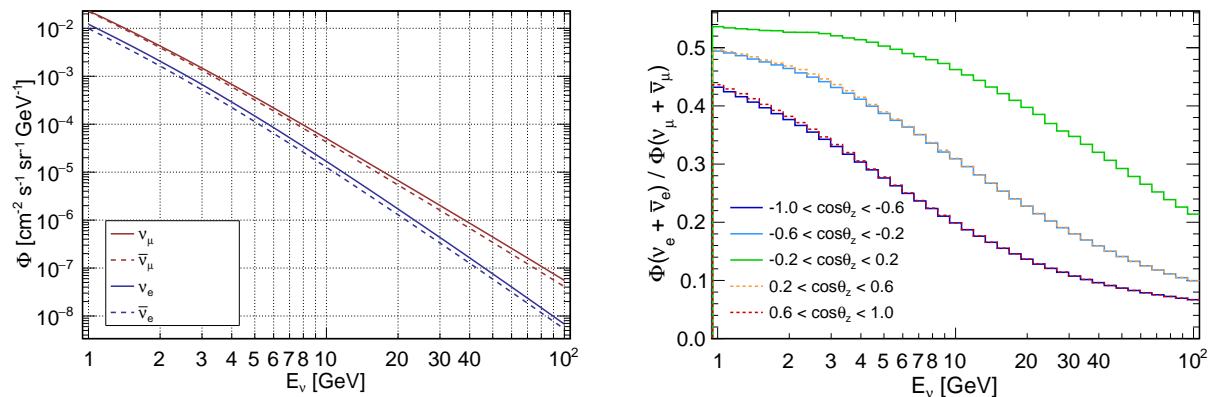 Φ [cm⁻² s⁻¹ sr⁻¹ GeV⁻¹]
10⁻²
10⁻³
10⁻⁴
10⁻⁵
10⁻⁶
10⁻⁷
10⁻⁸
ν_μ
ν̅_μ
ν_e
ν̅_e
1 2 3 4 5 6 7 8 10 20 30 40 10²
E_ν [GeV]
Φ(ν_e + ν̅_e) / Φ(ν_μ + ν̅_μ)
0.5
0.4
0.3
0.2
0.1
0.0
-1.0 < cosθ_z < -0.6
-0.6 < cosθ_z < -0.2
-0.2 < cosθ_z < 0.2
0.2 < cosθ_z < 0.6
0.6 < cosθ_z < 1.0
1 2 3 4 5 6 7 8 10 20 30 40 10²
E_ν [GeV]